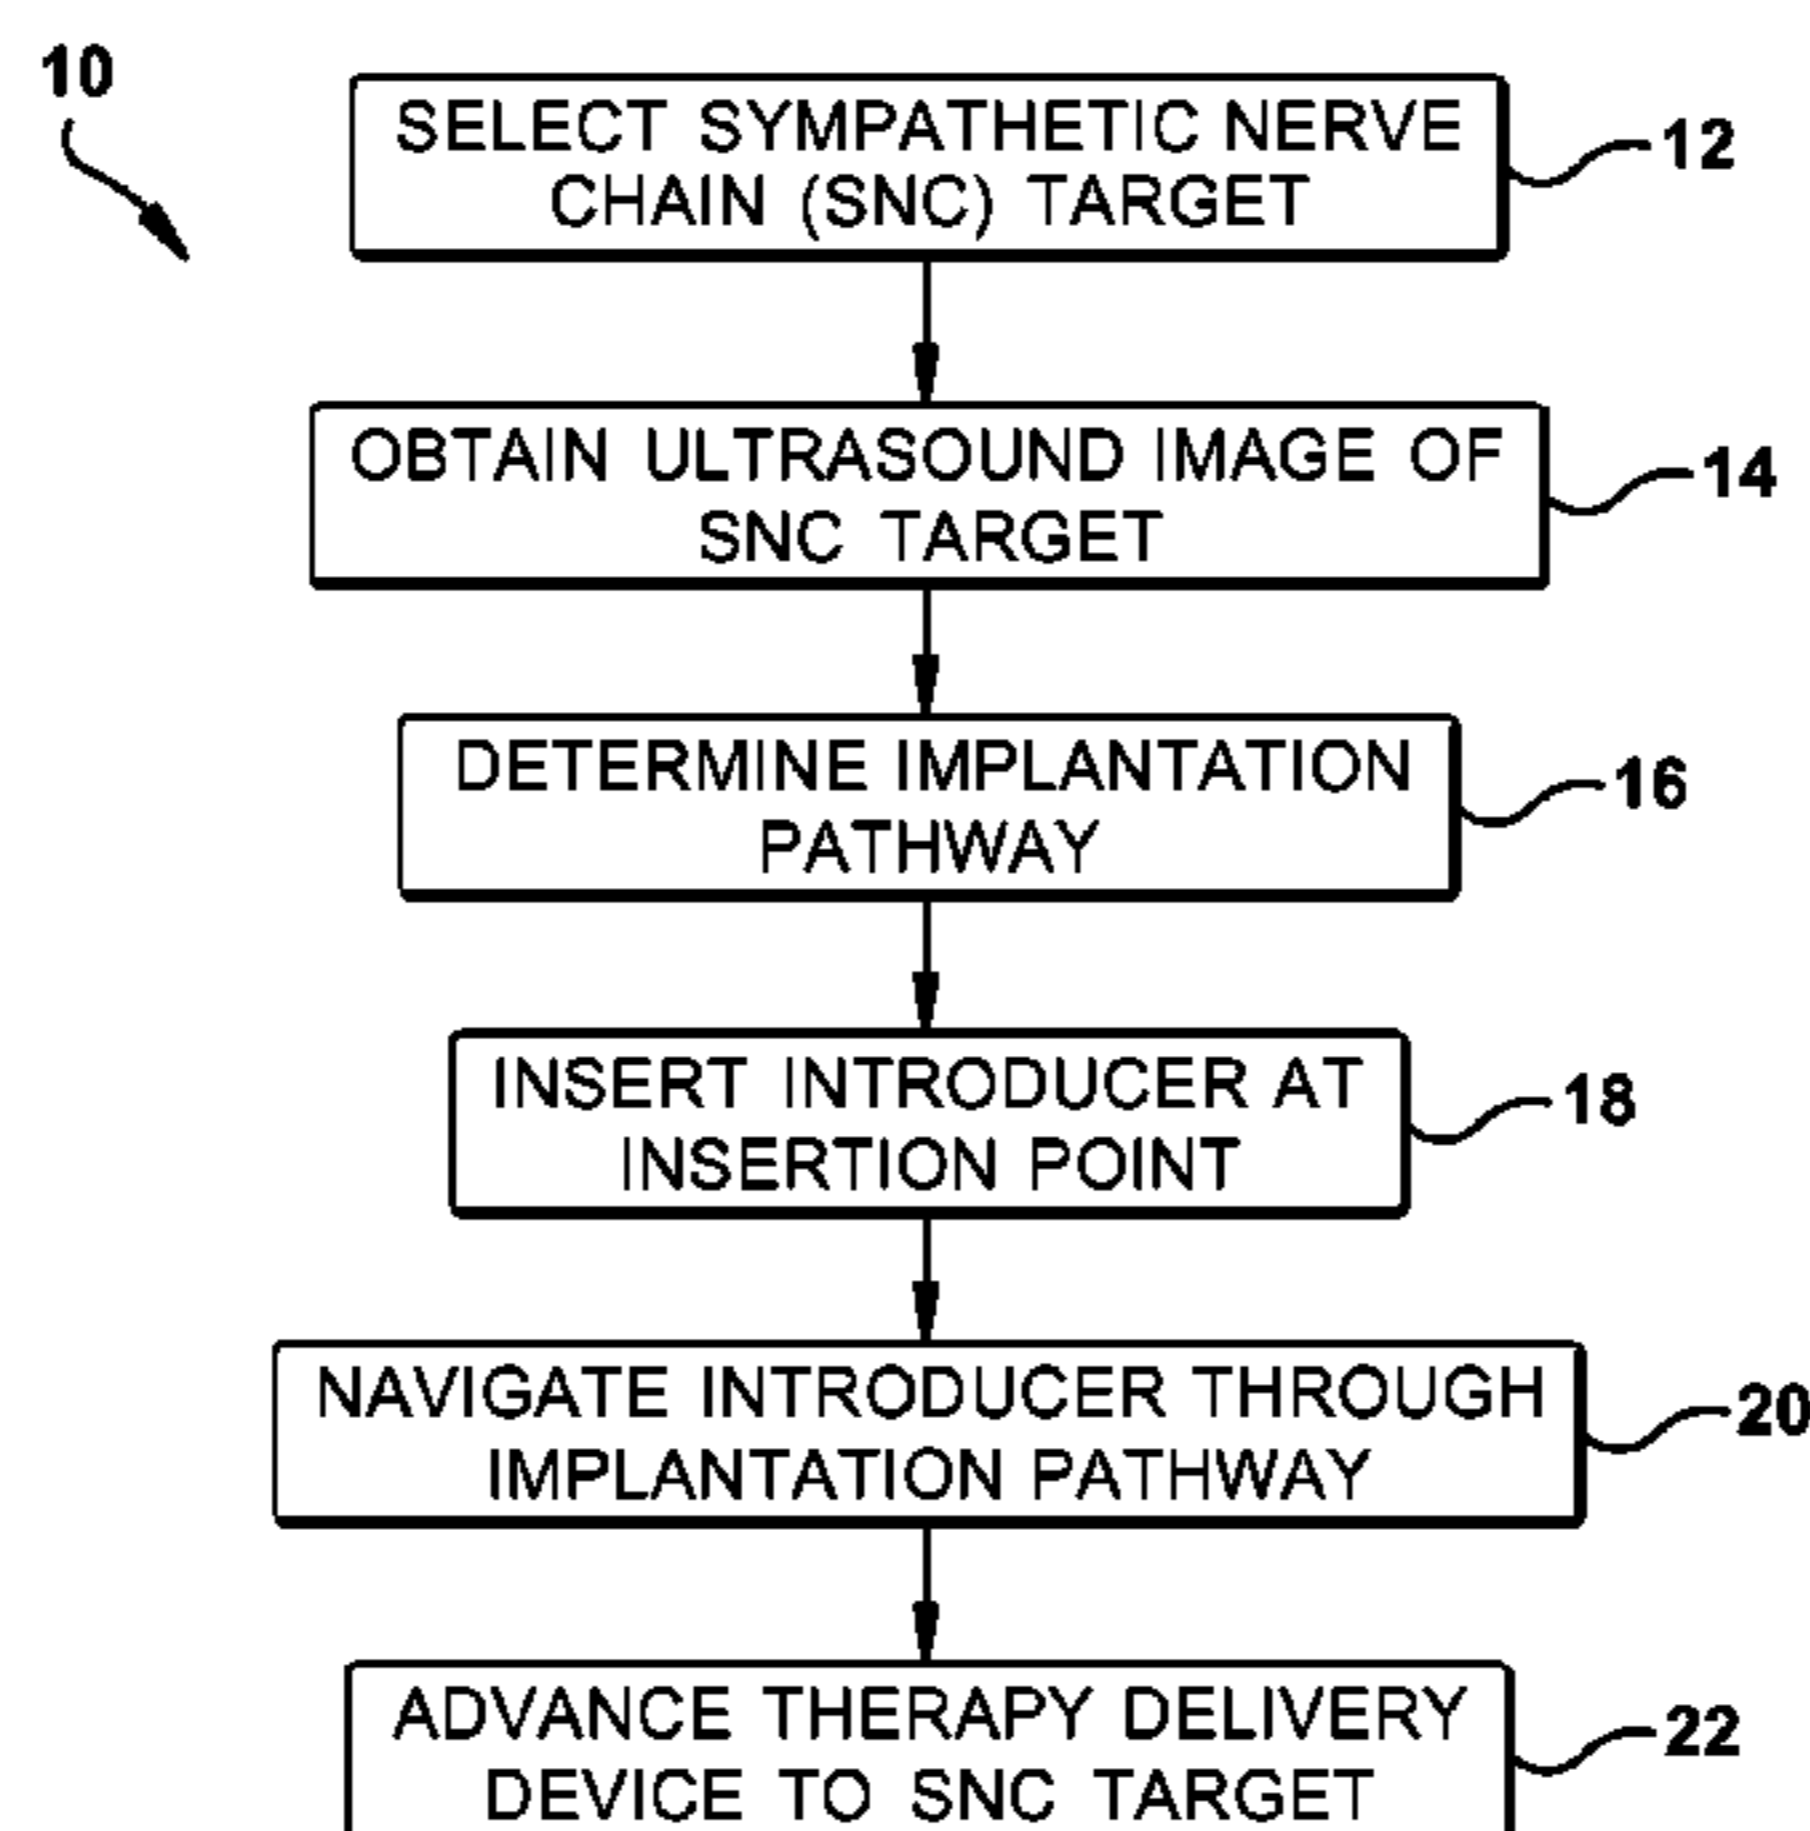 10
SELECT SYMPATHETIC NERVE
CHAIN (SNC) TARGET
12
OBTAIN ULTRASOUND IMAGE OF
SNC TARGET
14
DETERMINE IMPLANTATION
PATHWAY
16
INSERT INTRODUCER AT
INSERTION POINT
18
NAVIGATE INTRODUCER THROUGH
IMPLANTATION PATHWAY
20
ADVANCE THERAPY DELIVERY
DEVICE TO SNC TARGET
22